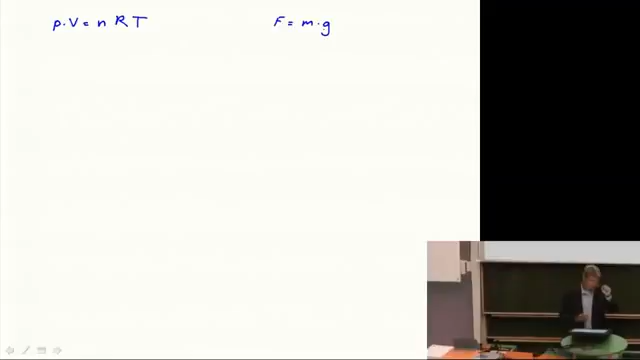 p·V = n R T
F = m·g